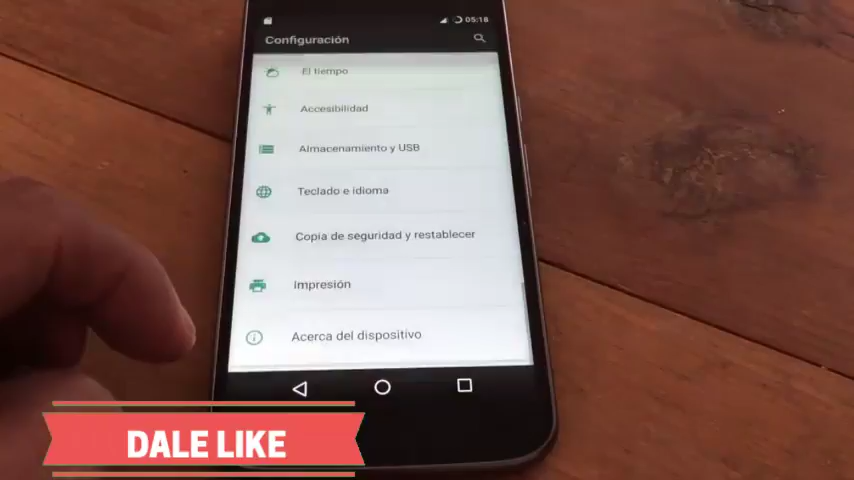 05:18
Configuración
El tiempo
Accesibilidad
Almacenamiento y USB
Teclado e idioma
Copia de seguridad y restablecer
Impresión
Acerca del dispositivo
DALE LIKE